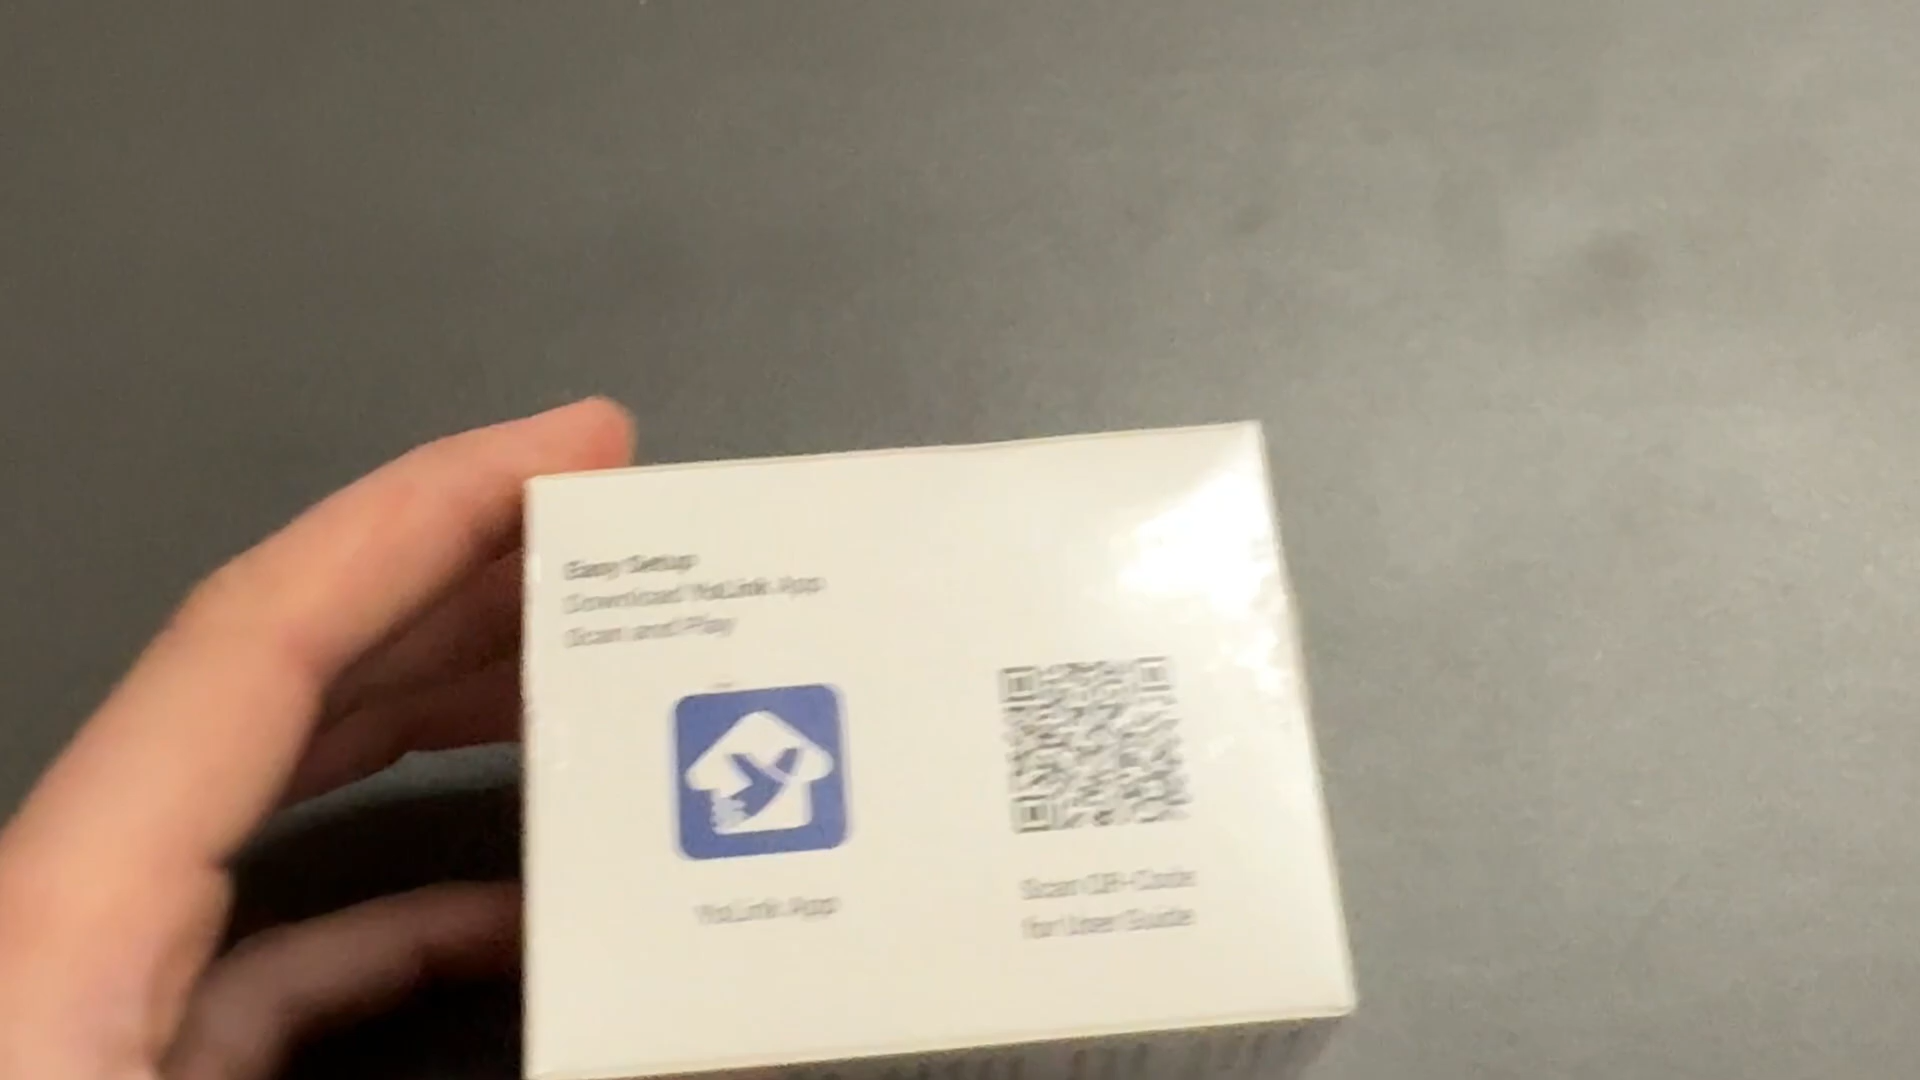 Easy Setup
Download YoLink App
Scan and Play
Y
YoLink App
Scan QR-Code
for User Guide